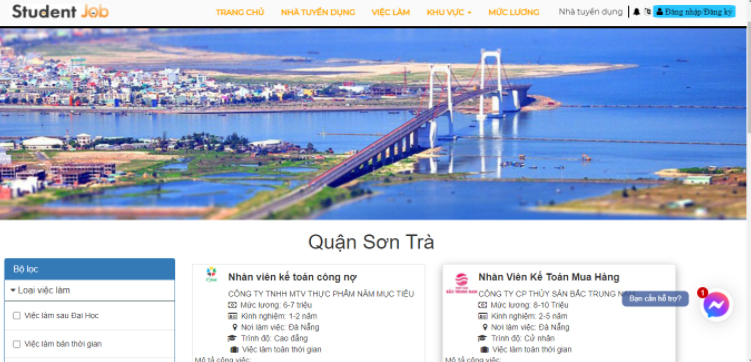 Student Job
TRANG CHỦ NHÀ TUYỂN DỤNG VIỆC LÀM KHU VỰC MỨC LƯƠNG Nhà tuyển dụng Đăng nhập/Đăng ký
Quận Sơn Trà
Bộ lọc
Loại việc làm
Việc làm sau Đại Học
Việc làm bán thời gian
Nhân viên kế toán công nợ
CÔNG TY TNHH MTV THỰC PHẨM NĂM MỤC TIÊU
Mức lương: 6-7 triệu
Kinh nghiệm: 1-2 năm
Nơi làm việc: Đà Nẵng
Trình độ: Cao đẳng
Việc làm toàn thời gian
Mô tả công việc:
Nhân Viên Kế Toán Mua Hàng
CÔNG TY CP THỦY SẢN BẮC TRUNG NAM
Mức lương: 8-10 Triệu
Kinh nghiệm: 2-5 năm
Nơi làm việc: Đà Nẵng
Trình độ: Cử nhân
Việc làm toàn thời gian
Mô tả công việc:
Bạn cần hỗ trợ?
1